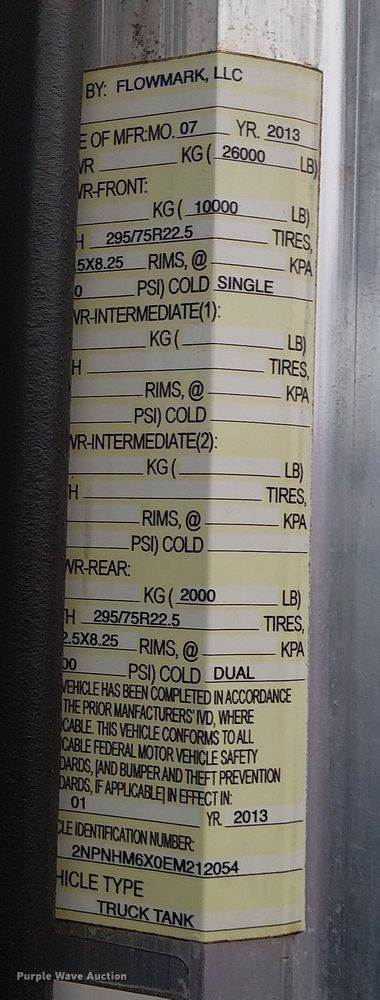 BY: FLOWMARK, LLC
E OF MFR:MO. 07 YR. 2013
VR KG ( 26000 LB)
VR-FRONT:
KG ( 10000 LB)
H 295/75R22.5 TIRES,
.5X8.25 RIMS, @ KPA
0 PSI) COLD SINGLE
WR-INTERMEDIATE(1):
KG ( LB)
H TIRES,
RIMS, @ KPA
PSI) COLD
WR-INTERMEDIATE(2):
KG ( LB)
H TIRES,
RIMS, @ KPA
PSI) COLD
WR-REAR:
KG ( 2000 LB)
H 295/75R22.5 TIRES,
2.5X8.25 RIMS, @ KPA
00 PSI) COLD DUAL
VEHICLE HAS BEEN COMPLETED IN ACCORDANCE
THE PRIOR MANFACTURERS' IVD, WHERE
CABLE. THIS VEHICLE CONFORMS TO ALL
CABLE FEDERAL MOTOR VEHICLE SAFETY
DARDS, [AND BUMPER AND THEFT PREVENTION
DARDS, IF APPLICABLE] IN EFFECT IN:
01 YR. 2013
CLE IDENTIFICATION NUMBER:
2NPNHM6X0EM212054
HICLE TYPE
TRUCK TANK
Purple Wave Auction